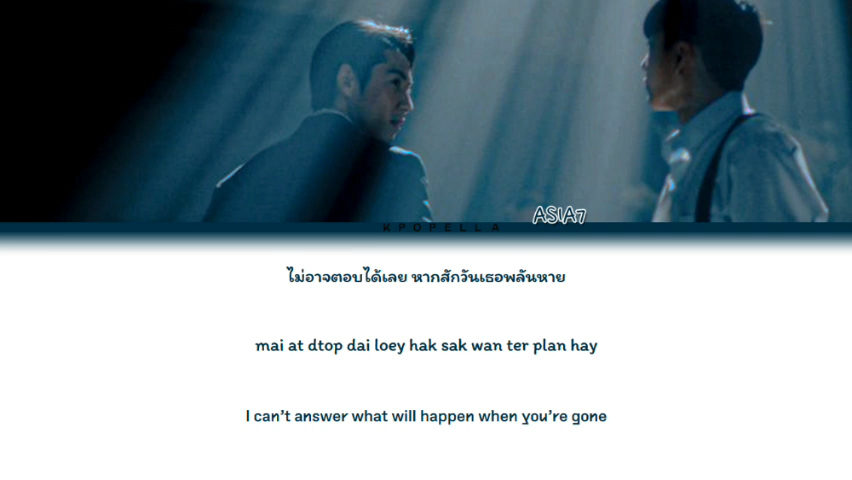 ASIA7
KPOPELLA
ไม่อาจตอบได้เลย หากสักวันเธอพลันหาย
mai at dtop dai loey hak sak wan ter plan hay
I can't answer what will happen when you're gone